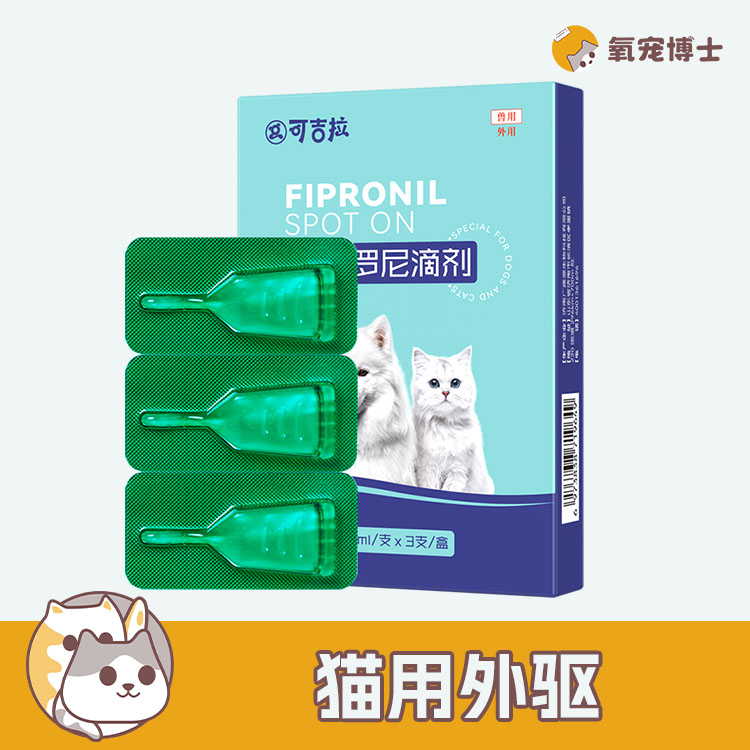 氧宠博士
可吉拉
兽用
外用
FIPRONIL
SPOT ON
SPECIAL FOR DOGS AND CATS
罗尼滴剂
ml/支x3支/盒
6973838719649
猫用外驱